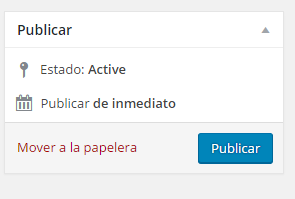 Publicar
Estado: Active
Publicar de inmediato
Mover a la papelera
Publicar